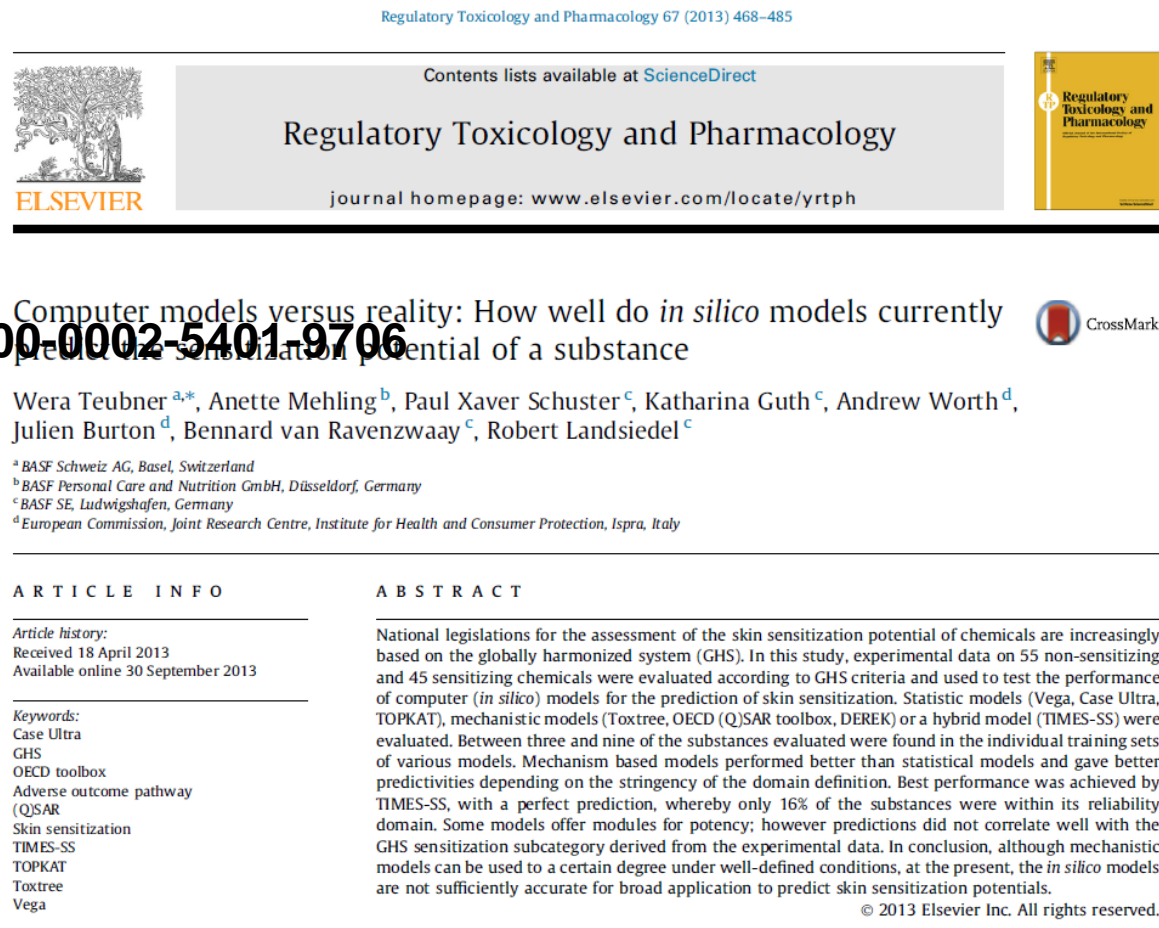 Regulatory Toxicology and Pharmacology 67 (2013) 468–485
Contents lists available at ScienceDirect
Regulatory Toxicology and Pharmacology
journal homepage: www.elsevier.com/locate/yrtph
ELSEVIER
Regulatory
Toxicology and
Pharmacology
Computer models versus reality: How well do in silico models currently
predict the sensitization potential of a substance
00-0002-5401-9706
CrossMark
Wera Teubner a,*, Anette Mehling b, Paul Xaver Schuster c, Katharina Guth c, Andrew Worth d,
Julien Burton d, Bennard van Ravenzwaay c, Robert Landsiedel c
a BASF Schweiz AG, Basel, Switzerland
b BASF Personal Care and Nutrition GmbH, Düsseldorf, Germany
c BASF SE, Ludwigshafen, Germany
d European Commission, Joint Research Centre, Institute for Health and Consumer Protection, Ispra, Italy
ARTICLE INFO
Article history:
Received 18 April 2013
Available online 30 September 2013
Keywords:
Case Ultra
GHS
OECD toolbox
Adverse outcome pathway
(Q)SAR
Skin sensitization
TIMES-SS
TOPKAT
Toxtree
Vega
ABSTRACT
National legislations for the assessment of the skin sensitization potential of chemicals are increasingly
based on the globally harmonized system (GHS). In this study, experimental data on 55 non-sensitizing
and 45 sensitizing chemicals were evaluated according to GHS criteria and used to test the performance
of computer (in silico) models for the prediction of skin sensitization. Statistic models (Vega, Case Ultra,
TOPKAT), mechanistic models (Toxtree, OECD (Q)SAR toolbox, DEREK) or a hybrid model (TIMES-SS) were
evaluated. Between three and nine of the substances evaluated were found in the individual training sets
of various models. Mechanism based models performed better than statistical models and gave better
predictivities depending on the stringency of the domain definition. Best performance was achieved by
TIMES-SS, with a perfect prediction, whereby only 16% of the substances were within its reliability
domain. Some models offer modules for potency; however predictions did not correlate well with the
GHS sensitization subcategory derived from the experimental data. In conclusion, although mechanistic
models can be used to a certain degree under well-defined conditions, at the present, the in silico models
are not sufficiently accurate for broad application to predict skin sensitization potentials.
© 2013 Elsevier Inc. All rights reserved.